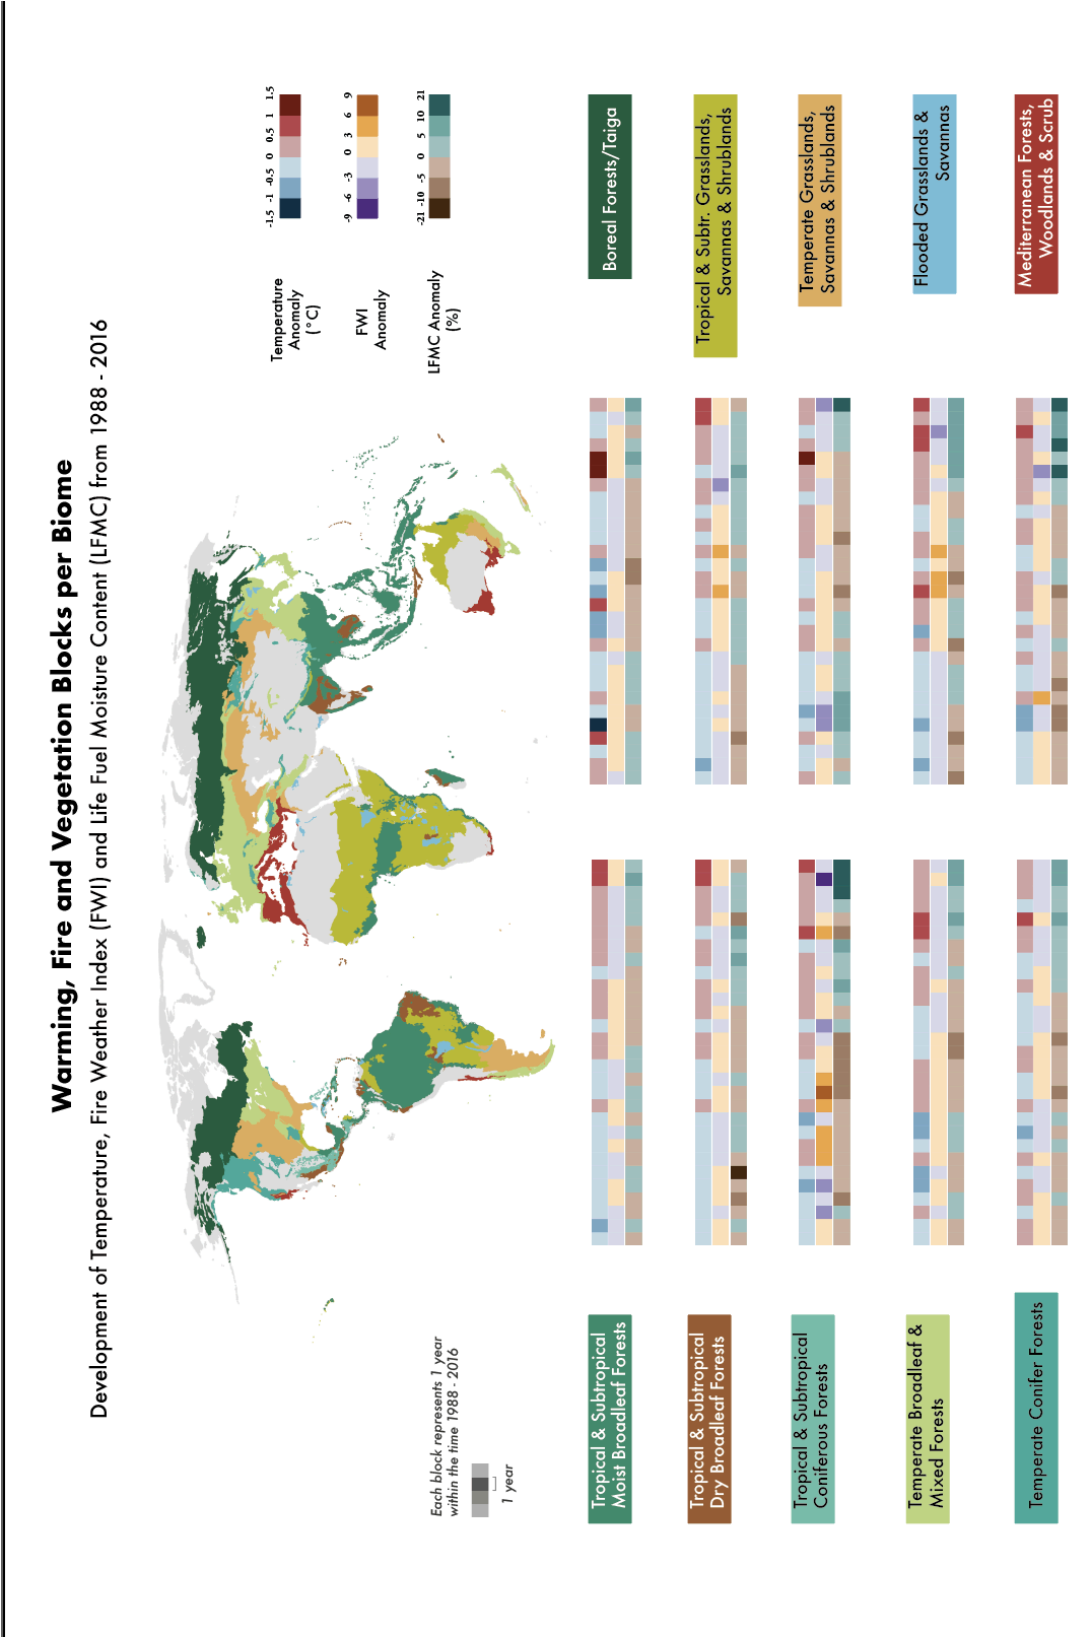 Warming, Fire and Vegetation Blocks per Biome
Development of Temperature, Fire Weather Index (FWI) and Life Fuel Moisture Content (LFMC) from 1988 - 2016
Temperature
Anomaly
(°C)
-1.5 -1 -0.5 0 0.5 1 1.5
FWI
Anomaly
-9 -6 -3 0 3 6 9
LFMC Anomaly
(%)
-21 -10 -5 0 5 10 21
Each block represents 1 year
within the time 1988 - 2016
1 year
Tropical & Subtropical
Moist Broadleaf Forests
Boreal Forests/Taiga
Tropical & Subtropical
Dry Broadleaf Forests
Tropical & Subtr. Grasslands,
Savannas & Shrublands
Tropical & Subtropical
Coniferous Forests
Temperate Grasslands,
Savannas & Shrublands
Temperate Broadleaf &
Mixed Forests
Flooded Grasslands &
Savannas
Temperate Conifer Forests
Mediterranean Forests,
Woodlands & Scrub